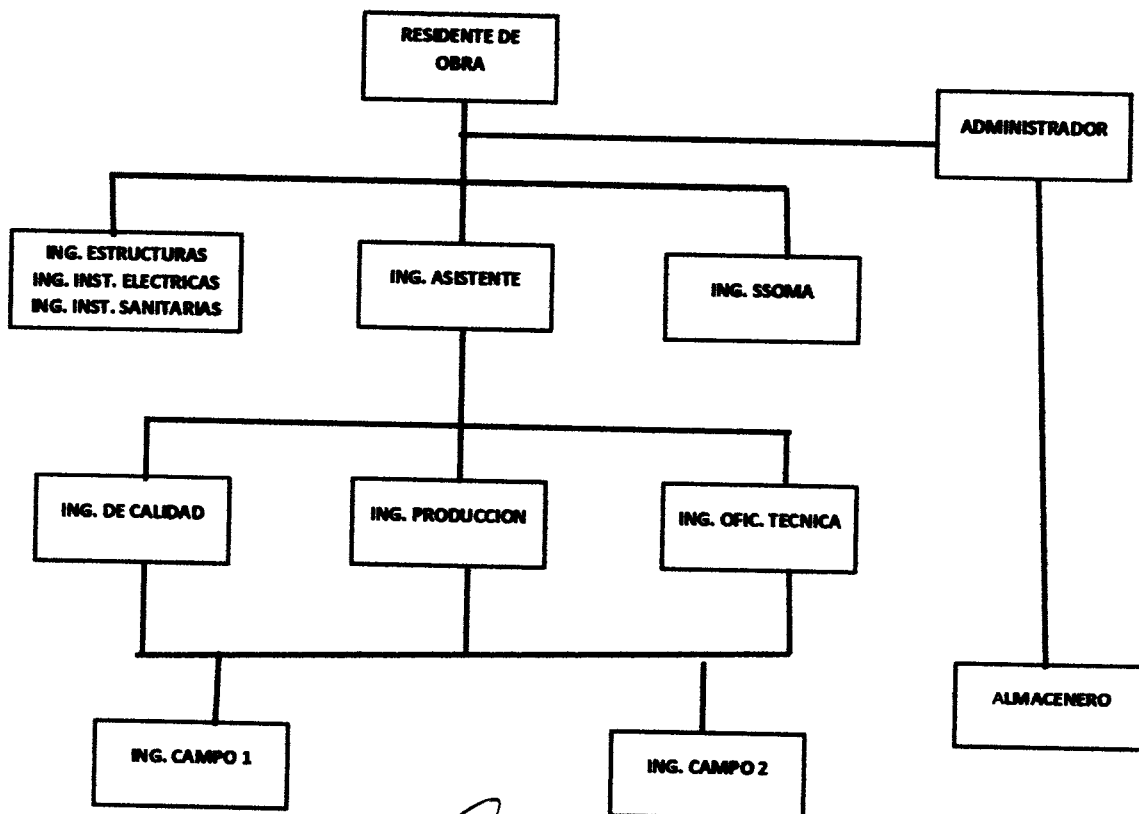 RESIDENTE DE
OBRA
ADMINISTRADOR
ING. ESTRUCTURAS
ING. INST. ELECTRICAS
ING. INST. SANITARIAS
ING. ASISTENTE
ING. SSOMA
ING. DE CALIDAD
ING. PRODUCCION
ING. OFIC. TECNICA
ING. CAMPO 1
ING. CAMPO 2
ALMACENERO